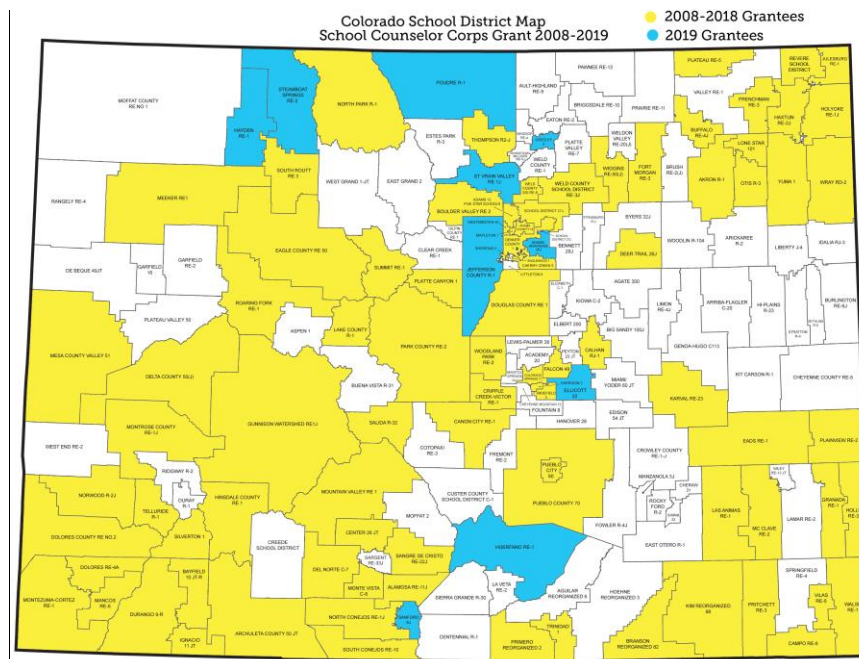 Colorado School District Map
School Counselor Corps Grant 2008-2019
2008-2018 Grantees
2019 Grantees
MOFFAT COUNTY
RE:NO 1
STEAMBOAT
SPRINGS
RE-2
HAYDEN
RE-1
NORTH PARK R-1
POUDRE R-1
PAWNEE RE-12
AULT-HIGHLAND
RE-9
BRIGGSDALE RE-10
PRAIRIE RE-11
PLATEAU RE-5
REVERE
SCHOOL
DISTRICT
JULESBURG
RE-1
VALLEY RE-1
FRENCHMAN
RE-3
HAXTUN
RE-2J
HOLYOKE
RE-1J
EATON RE-2
ESTES PARK
R-3
THOMPSON R2-J
PLATTE
VALLEY
RE-7
WELDON
VALLEY
RE-20(J)
BUFFALO
RE-4J
LONE STAR
101
SOUTH ROUTT
RE 3
WEST GRAND 1-JT
EAST GRAND 2
ST VRAIN VALLEY
RE 1J
WELD
COUNTY
RE-1
WELD COUNTY
SCHOOL DISTRICT
RE-3J
WIGGINS
RE-50(J)
FORT
MORGAN
RE-3
BRUSH
RE-2(J)
AKRON R-1
OTIS R-3
YUMA 1
WRAY RD-2
RANGELY RE-4
MEEKER RE1
BOULDER VALLEY RE 2
SCHOOL DISTRICT 27J
EAGLE COUNTY RE 50
SUMMIT RE-1
CLEAR CREEK
RE-1
JEFFERSON
COUNTY R-1
BENNETT
29J
BYERS 32J
DEER TRAIL 26J
WOODLIN R-104
ARICKAREE
R-2
LIBERTY J-4
IDALIA RJ-3
DE BEQUE 49JT
GARFIELD
16
GARFIELD
RE-2
PLATTE CANYON 1
LITTLETON 6
CHERRY CREEK 5
DOUGLAS COUNTY RE 1
KIOWA C-2
AGATE 300
ELBERT 200
BIG SANDY 100J
LIMON
RE-4J
ARRIBA-FLAGLER
C-20
HI-PLAINS
R-23
BURLINGTON
RE-6J
PLATEAU VALLEY 50
ROARING FORK
RE-1
ASPEN 1
LAKE COUNTY
R-1
PARK COUNTY RE-2
LEWIS-PALMER 38
ACADEMY
20
PEYTON
23 JT
CALHAN
RJ-1
GENOA-HUGO C113
MESA COUNTY VALLEY 51
DELTA COUNTY 50(J)
BUENA VISTA R-31
WOODLAND
PARK
RE-2
FALCON 49
ELLICOTT
22
MIAMI
YODER 60 JT
KIT CARSON R-1
CHEYENNE COUNTY RE-5
CRIPPLE
CREEK-VICTOR
RE-1
FOUNTAIN 8
HANOVER 28
EDISON
54 JT
KARVAL RE-23
MONTROSE COUNTY
RE-1J
GUNNISON WATERSHED RE1J
SALIDA R-32
CANON CITY RE-1
COTOPAXI
RE-3
FREMONT
RE-2
CROWLEY COUNTY
RE-1-J
EADS RE-1
PLAINVIEW RE-2
WEST END RE-2
RIDGWAY R-2
OURAY
R-1
PUEBLO
CITY
60
PUEBLO COUNTY 70
MANZANOLA 3J
CHERAW
31
NORWOOD R-2J
TELLURIDE
R-1
HINSDALE COUNTY
RE 1
MOUNTAIN VALLEY RE 1
MOFFAT 2
CUSTER COUNTY
SCHOOL DISTRICT C-1
FOWLER R-4J
ROCKY
FORD
R-2
EAST OTERO R-1
LAS ANIMAS
RE-1
MC CLAVE
RE-2
LAMAR RE-2
GRANADA
RE-1
DOLORES COUNTY RE NO.2
SILVERTON 1
CREEDE
SCHOOL DISTRICT
CENTER 26 JT
SARGENT
RE-33J
SANGRE DE CRISTO
RE-22J
HUERFANO RE-1
DOLORES RE-4A
BAYFIELD
10 JT-R
DEL NORTE C-7
MONTE VISTA
C-8
ALAMOSA RE-11J
SIERRA GRANDE R-30
LA VETA
RE-2
AGUILAR
REORGANIZED 6
HOEHNE
REORGANIZED 3
SPRINGFIELD
RE-4
VILAS
RE-5
MONTEZUMA-CORTEZ
RE-1
MANCOS
RE-6
DURANGO 9-R
IGNACIO
11 JT
ARCHULETA COUNTY 50 JT
NORTH CONEJOS RE-1J
SANFORD
6J
SOUTH CONEJOS RE-10
CENTENNIAL R-1
TRINIDAD
1
PRIMERO
REORGANIZED 2
BRANSON
REORGANIZED 82
KIM REORGANIZED
88
PRITCHETT
RE-3
CAMPO RE-6